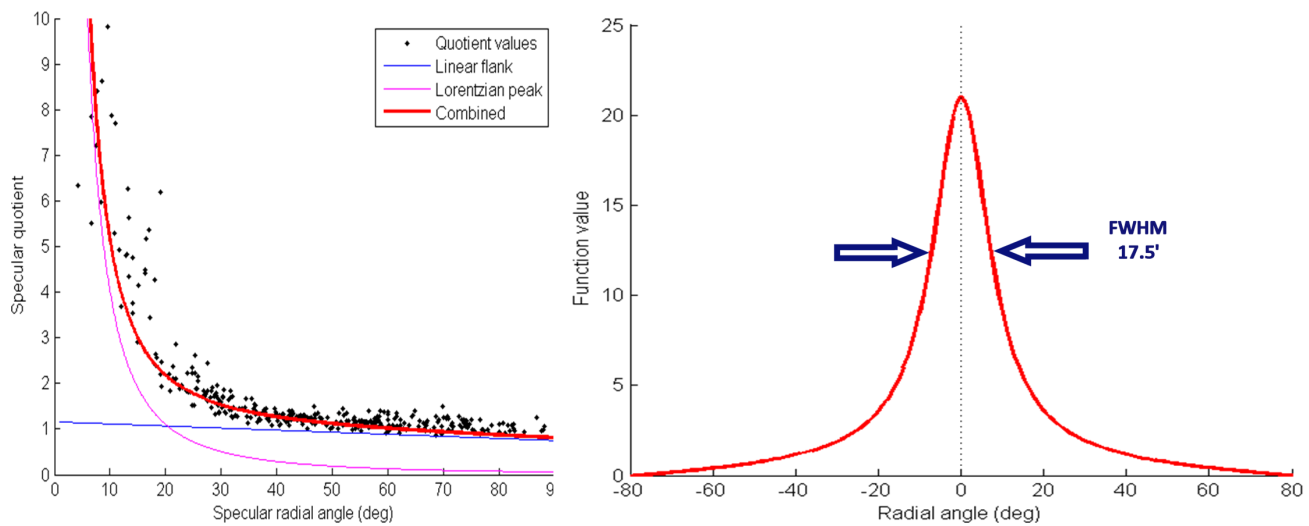 10
9
8
7
6
5
4
3
2
1
0
Specular quotient
Quotient values
Linear flank
Lorentzian peak
Combined
0 10 20 30 40 50 60 70 80 9
Specular radial angle (deg)
25
20
15
10
5
0
Function value
FWHM
17.5'
-80 -60 -40 -20 0 20 40 60 80
Radial angle (deg)